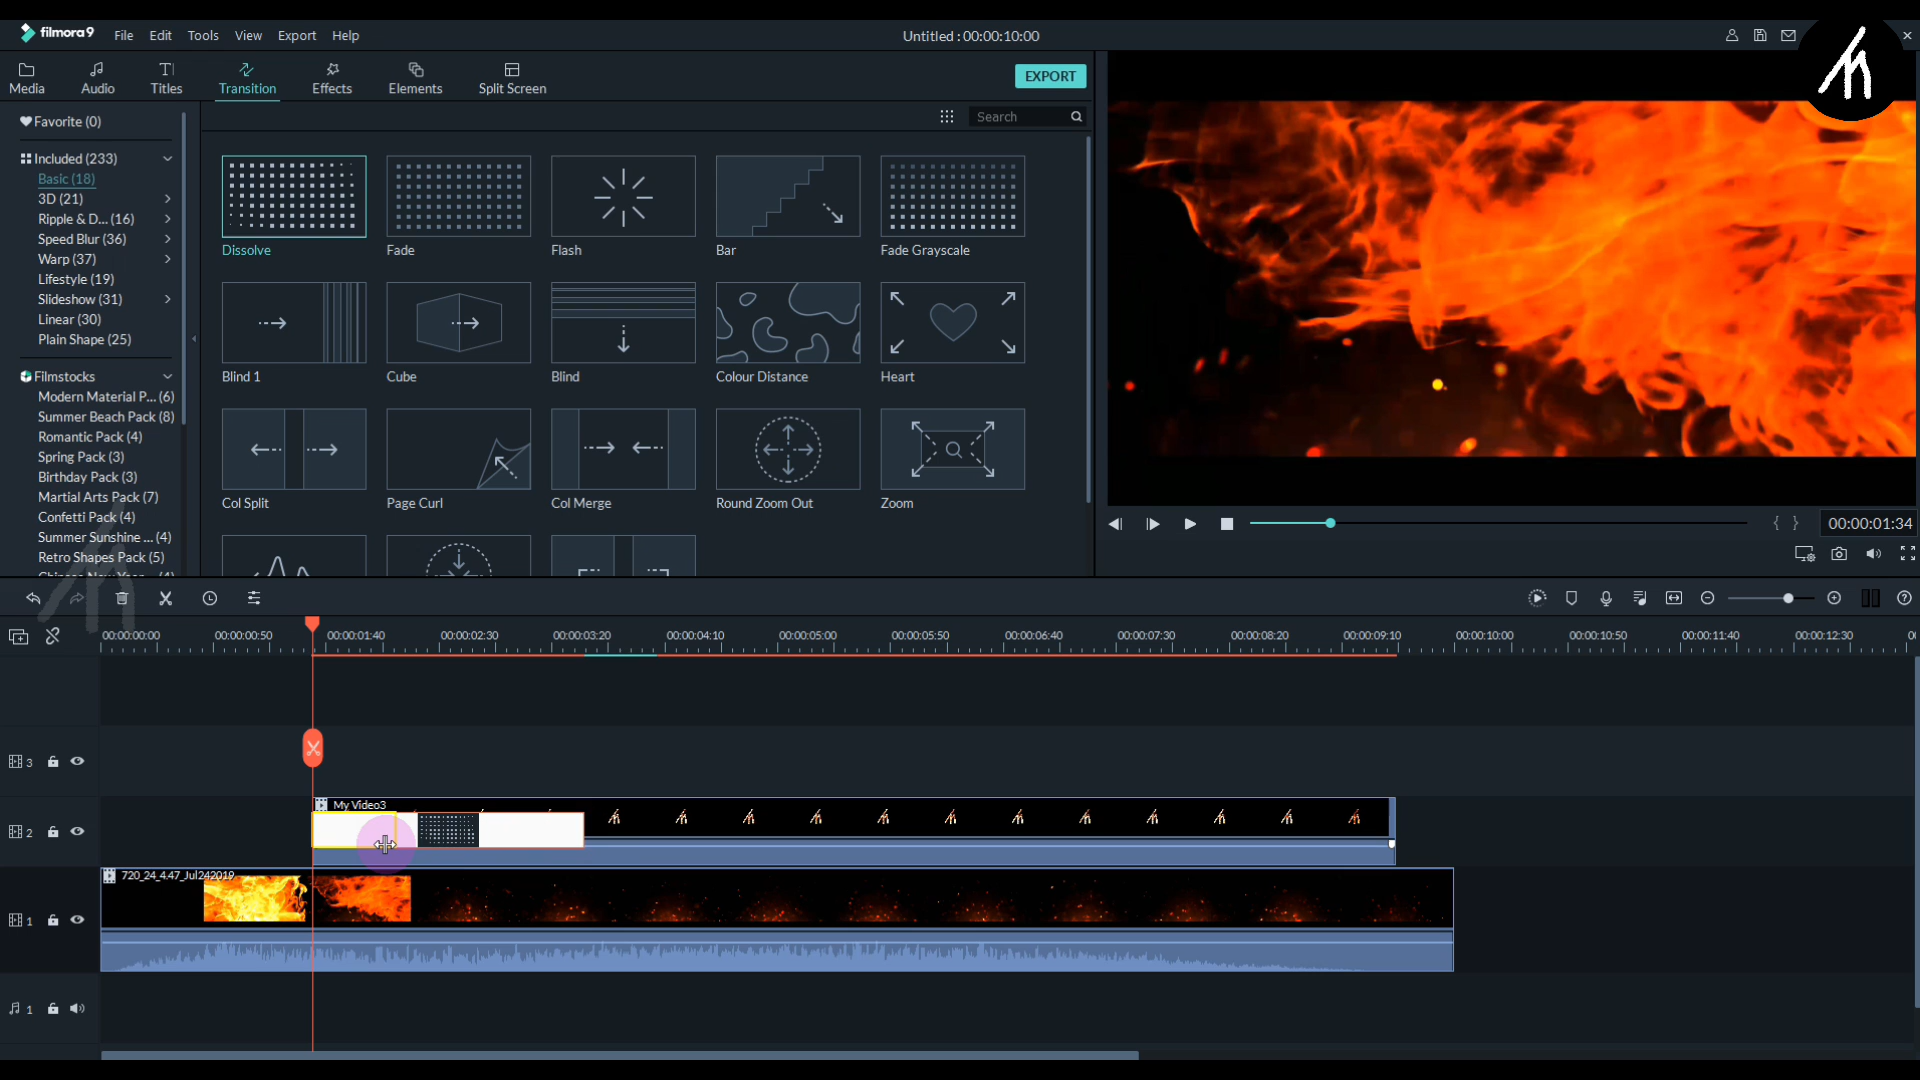 filmora9 File Edit Tools View Export Help Untitled : 00:00:10:00
Media Audio Titles Transition Effects Elements Split Screen EXPORT
Favorite (0) Search
Included (233)
Basic (18)
3D (21)
Ripple & D... (16)
Speed Blur (36)
Warp (37)
Lifestyle (19)
Slideshow (31)
Linear (30)
Plain Shape (25)
Filmstocks
Modern Material P... (6)
Summer Beach Pack (8)
Romantic Pack (4)
Spring Pack (3)
Birthday Pack (3)
Martial Arts Pack (7)
Confetti Pack (4)
Summer Sunshine ... (4)
Retro Shapes Pack (5)
Dissolve Fade Flash Bar Fade Grayscale
Blind 1 Cube Blind Colour Distance Heart
Col Split Page Curl Col Merge Round Zoom Out Zoom
00:00:01:34
00:00:00:00 00:00:00:50 00:00:01:40 00:00:02:30 00:00:03:20 00:00:04:10 00:00:05:00 00:00:05:50 00:00:06:40 00:00:07:30 00:00:08:20 00:00:09:10 00:00:10:00 00:00:10:50 00:00:11:40 00:00:12:30
3
My Video3
2
720_24_4.47_Jul242019
1
1